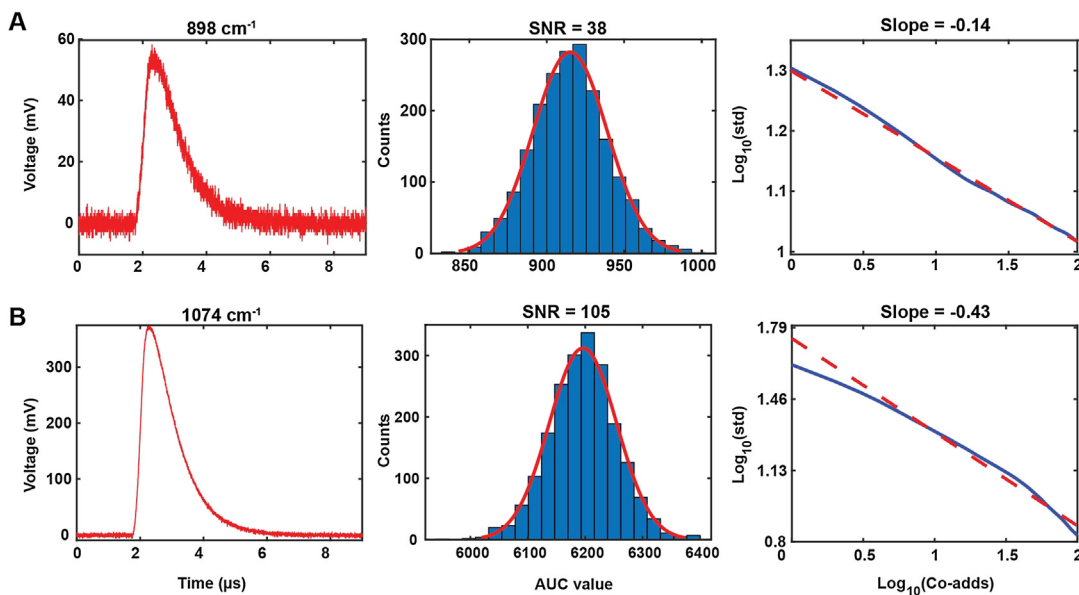 A
898 cm⁻¹
SNR = 38
Slope = -0.14
60
40
20
0
Voltage (mV)
0 2 4 6 8
300
200
100
0
Counts
850 900 950 1000
1.3
1.2
1.1
1
Log₁₀(std)
0 0.5 1 1.5 2
B
1074 cm⁻¹
SNR = 105
Slope = -0.43
300
200
100
0
Voltage (mV)
0 2 4 6 8
Time (μs)
300
200
100
0
Counts
6000 6100 6200 6300 6400
AUC value
1.79
1.46
1.13
0.8
Log₁₀(std)
0 0.5 1 1.5 2
Log₁₀(Co-adds)